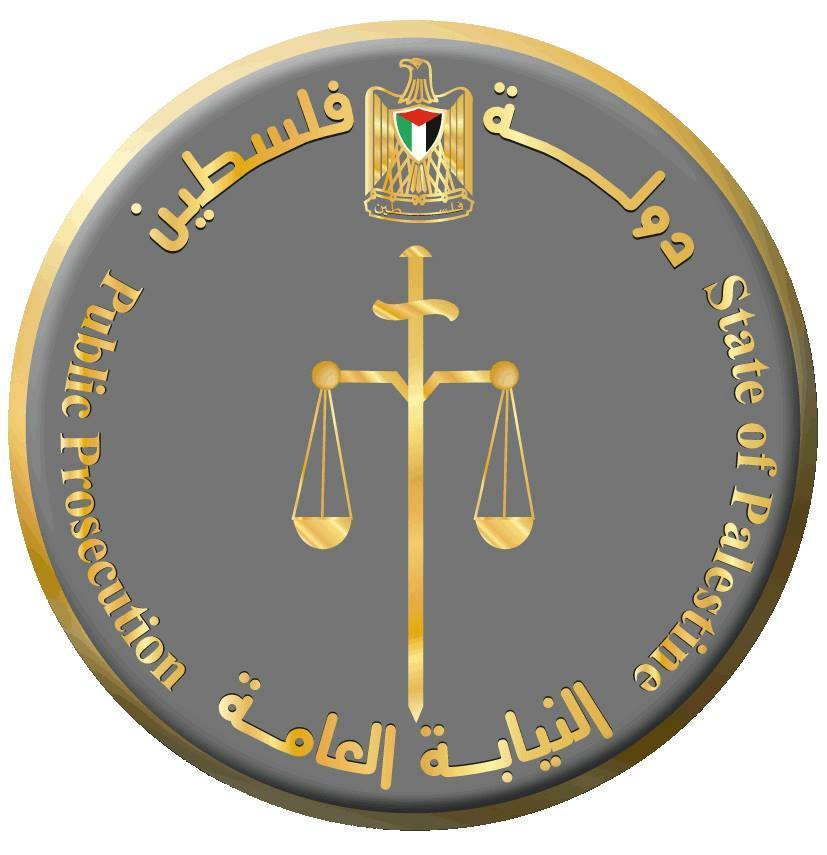 دولة فلسطين
فلسطين
State of Palestine
Public Prosecution
النيابة العامة